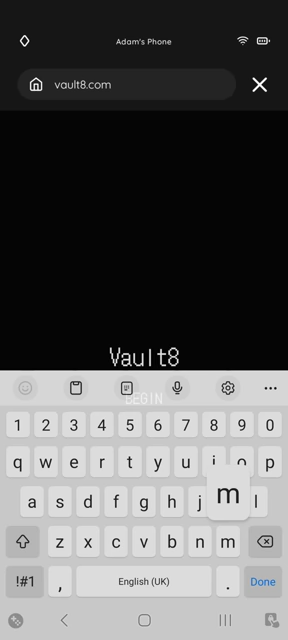 Adam's Phone
vault8.com
Vault8
BEGIN
1 2 3 4 5 6 7 8 9 0
q w e r t y u i o p
a s d f g h j m l
z x c v b n m
!#1 , English (UK) . Done